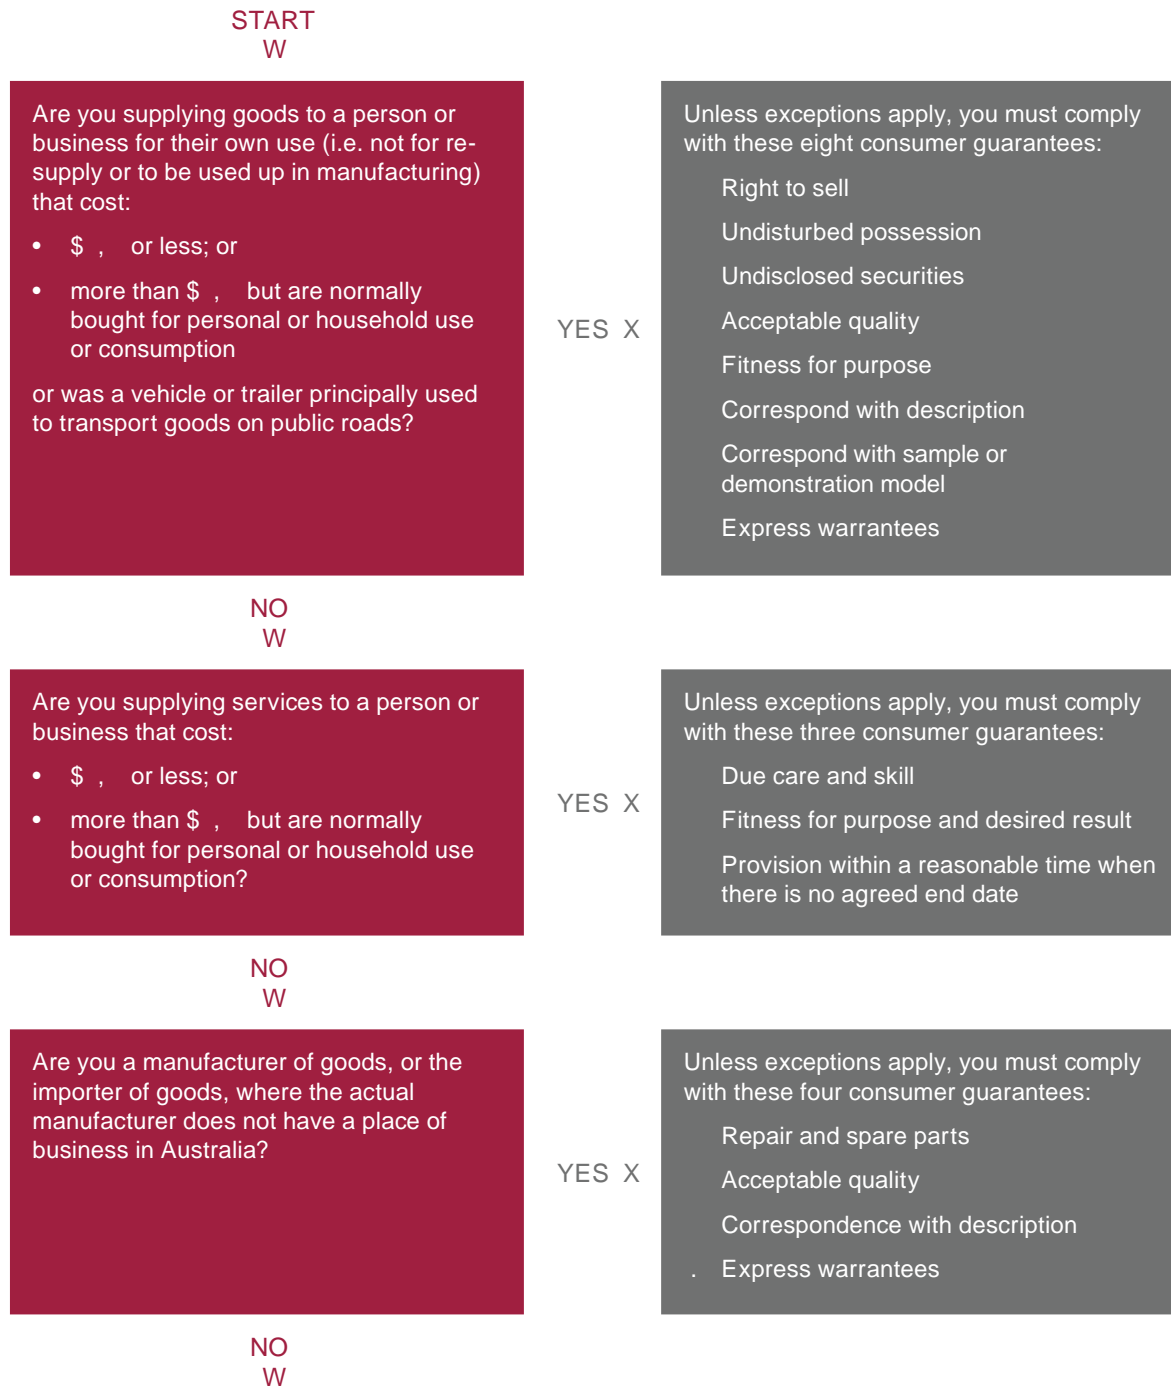 START
W
Are you supplying goods to a person or
business for their own use (i.e. not for re-
supply or to be used up in manufacturing)
that cost:
• $ , or less; or
• more than $ , but are normally
bought for personal or household use
or consumption
or was a vehicle or trailer principally used
to transport goods on public roads?
YES X
Unless exceptions apply, you must comply
with these eight consumer guarantees:
Right to sell
Undisturbed possession
Undisclosed securities
Acceptable quality
Fitness for purpose
Correspond with description
Correspond with sample or
demonstration model
Express warrantees
NO
W
Are you supplying services to a person or
business that cost:
• $ , or less; or
• more than $ , but are normally
bought for personal or household use
or consumption?
YES X
Unless exceptions apply, you must comply
with these three consumer guarantees:
Due care and skill
Fitness for purpose and desired result
Provision within a reasonable time when
there is no agreed end date
NO
W
Are you a manufacturer of goods, or the
importer of goods, where the actual
manufacturer does not have a place of
business in Australia?
YES X
Unless exceptions apply, you must comply
with these four consumer guarantees:
Repair and spare parts
Acceptable quality
Correspondence with description
. Express warrantees
NO
W